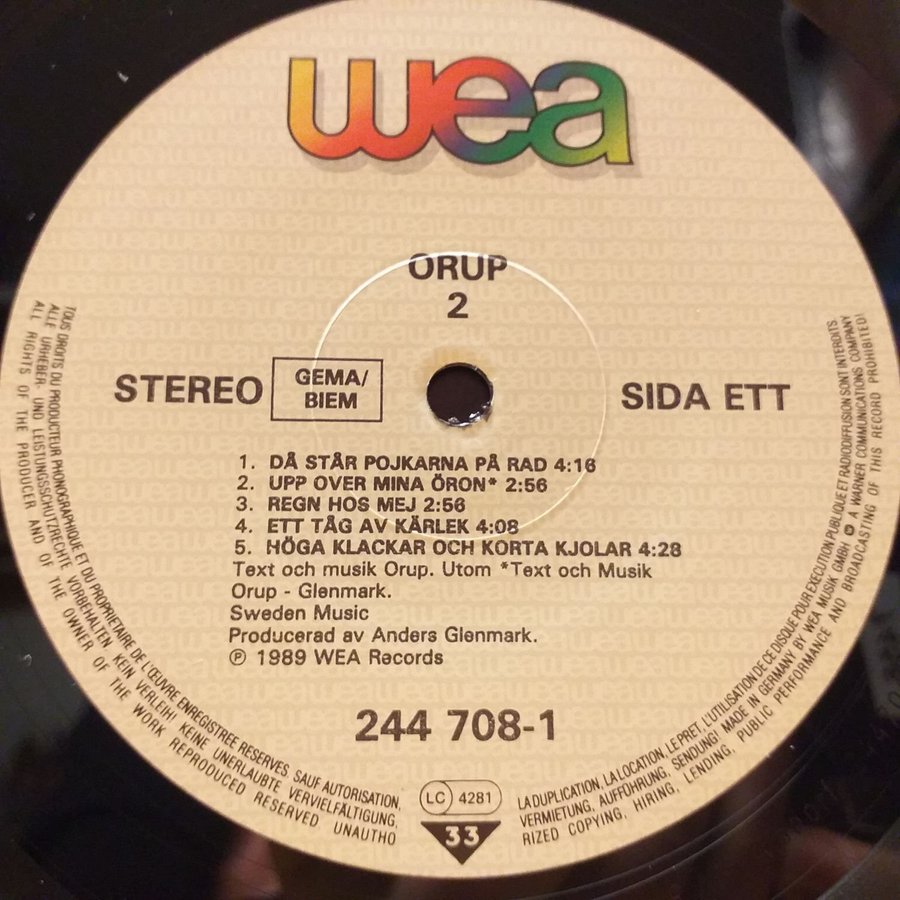 wea
ORUP
2
STEREO
GEMA/
BIEM
SIDA ETT
1. DÅ STÅR POJKARNA PÅ RAD 4:16
2. UPP OVER MINA ÖRON* 2:56
3. REGN HOS MEJ 2:56
4. ETT TÅG AV KÄRLEK 4:08
5. HÖGA KLACKAR OCH KORTA KJOLAR 4:28
Text och musik Orup. Utom *Text och Musik
Orup - Glenmark.
Sweden Music
Producerad av Anders Glenmark.
℗ 1989 WEA Records
244 708-1
LC 4281
33
TOUS DROITS DU PRODUCTEUR PHONOGRAPHIQUE ET DU PROPRIETAIRE DE L'ŒUVRE ENREGISTREE RESERVES. SAUF AUTORISATION, LA DUPLICATION, LA LOCATION, LE PRET, L'UTILISATION DE CE DISQUE POUR EXECUTION PUBLIQUE ET RADIODIFFUSION SONT INTERDITS
ALLE URHEBER- UND LEISTUNGSSCHUTZRECHTE VORBEHALTEN KEIN VERLEIH! KEINE UNERLAUBTE VERVIELFÄLTIGUNG, VERMIETUNG, AUFFÜHRUNG, SENDUNG! MADE IN GERMANY BY WEA MUSIK GMBH © A WARNER COMMUNICATIONS COMPANY
ALL RIGHTS OF THE PRODUCER AND OF THE OWNER OF THE WORK REPRODUCED RESERVED UNAUTHORIZED COPYING, HIRING, LENDING, PUBLIC PERFORMANCE AND BROADCASTING OF THIS RECORD PROHIBITED!